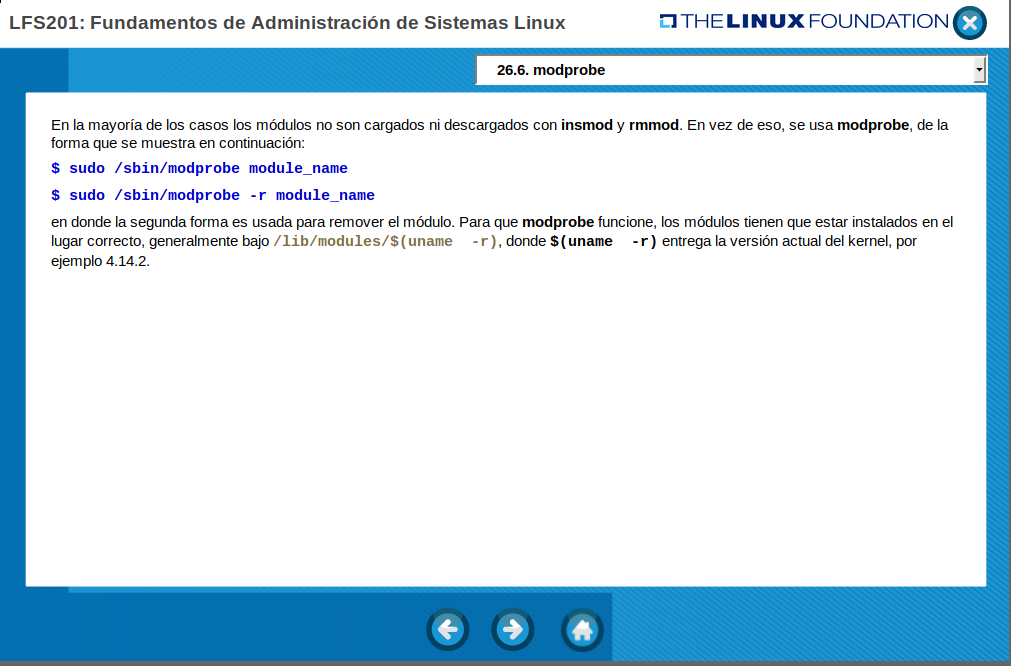 LFS201: Fundamentos de Administración de Sistemas Linux
THE LINUX FOUNDATION
26.6. modprobe
En la mayoría de los casos los módulos no son cargados ni descargados con insmod y rmmod. En vez de eso, se usa modprobe, de la
forma que se muestra en continuación:
$ sudo /sbin/modprobe module_name
$ sudo /sbin/modprobe -r module_name
en donde la segunda forma es usada para remover el módulo. Para que modprobe funcione, los módulos tienen que estar instalados en el
lugar correcto, generalmente bajo /lib/modules/$(uname -r), donde $(uname -r) entrega la versión actual del kernel, por
ejemplo 4.14.2.